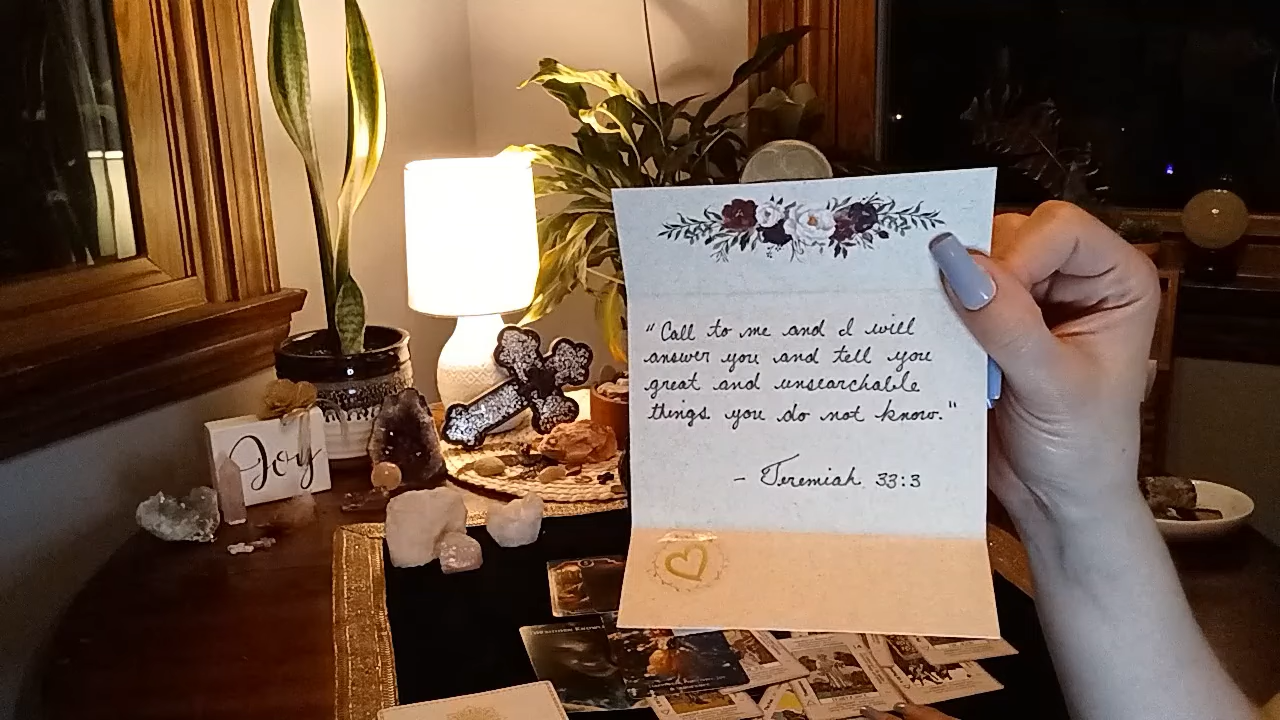 "Call to me and I will
answer you and tell you
great and unsearchable
things you do not know."
- Jeremiah 33:3
Joy